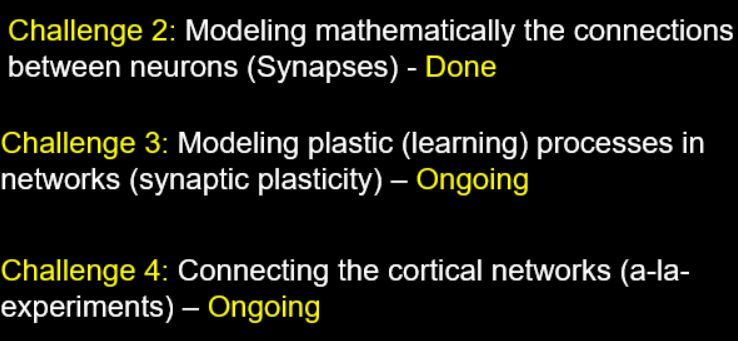 Challenge 2: Modeling mathematically the connections
between neurons (Synapses) - Done
Challenge 3: Modeling plastic (learning) processes in
networks (synaptic plasticity) – Ongoing
Challenge 4: Connecting the cortical networks (a-la-
experiments) – Ongoing